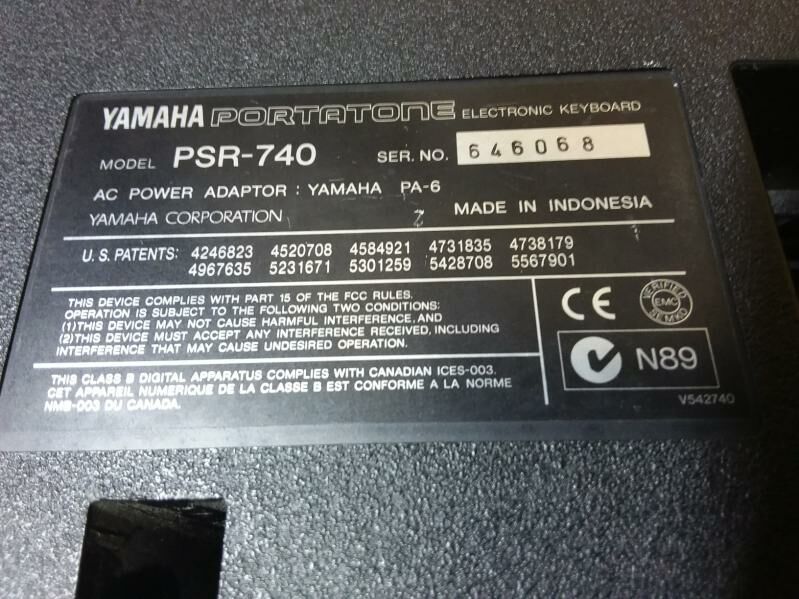 YAMAHA PORTATONE ELECTRONIC KEYBOARD
MODEL PSR-740 SER. NO. 646068
AC POWER ADAPTOR : YAMAHA PA-6
YAMAHA CORPORATION MADE IN INDONESIA
U.S. PATENTS: 4246823 4520708 4584921 4731835 4738179
4967635 5231671 5301259 5428708 5567901
THIS DEVICE COMPLIES WITH PART 15 OF THE FCC RULES.
OPERATION IS SUBJECT TO THE FOLLOWING TWO CONDITIONS:
(1)THIS DEVICE MAY NOT CAUSE HARMFUL INTERFERENCE, AND
(2)THIS DEVICE MUST ACCEPT ANY INTERFERENCE RECEIVED, INCLUDING
INTERFERENCE THAT MAY CAUSE UNDESIRED OPERATION.
CE
VERIFIED
EMC
SEMKO
N89
THIS CLASS B DIGITAL APPARATUS COMPLIES WITH CANADIAN ICES-003.
CET APPAREIL NUMERIQUE DE LA CLASSE B EST CONFORME A LA NORME
NMB-003 DU CANADA.
V542740